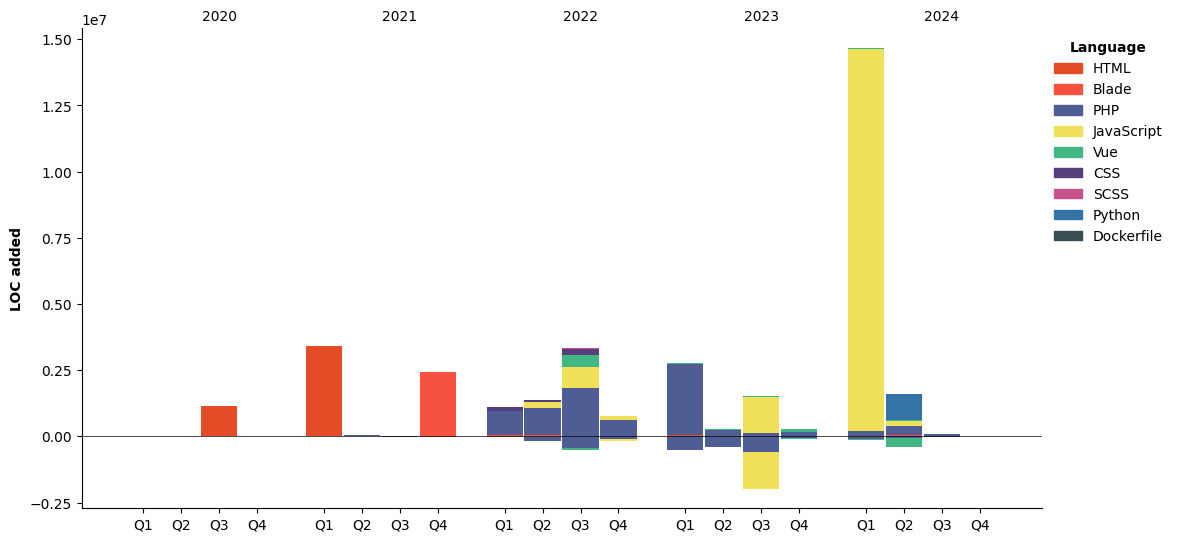 2020 2021 2022 2023 2024
1e7
1.50
1.25
1.00
0.75
0.50
0.25
0.00
−0.25
LOC added
Q1 Q2 Q3 Q4 Q1 Q2 Q3 Q4 Q1 Q2 Q3 Q4 Q1 Q2 Q3 Q4 Q1 Q2 Q3 Q4
Language
HTML
Blade
PHP
JavaScript
Vue
CSS
SCSS
Python
Dockerfile